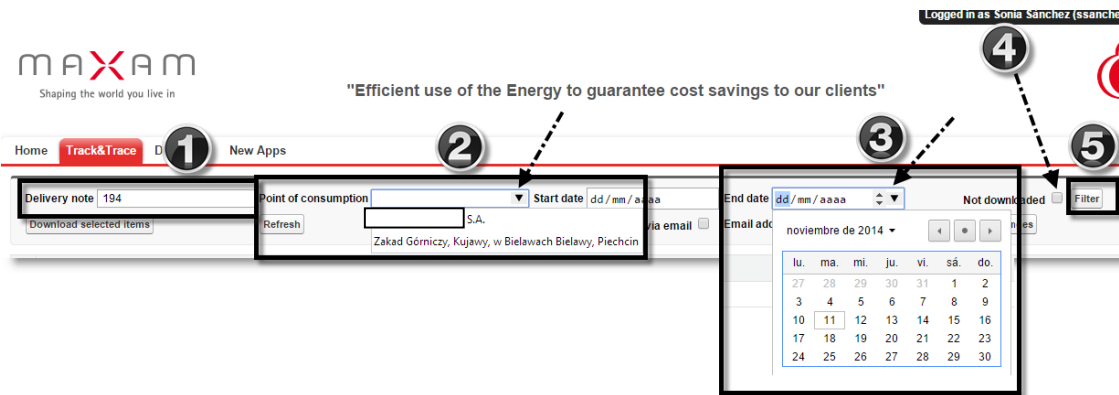 Logged in as Sonia Sánchez (ssanche
4
MAXAM
Shaping the world you live in
"Efficient use of the Energy to guarantee cost savings to our clients"
1
2
3
5
Home Track&Trace D New Apps
Delivery note 194 Point of consumption Start date dd/mm/aaaa End date dd/mm/aaaa Not downloaded Filter
Download selected items Refresh S.A. via email Email add
Zakad Górniczy, Kujawy, w Bielawach Bielawy, Piechcin
noviembre de 2014
lu. ma. mi. ju. vi. sá. do.
27 28 29 30 31 1 2
3 4 5 6 7 8 9
10 11 12 13 14 15 16
17 18 19 20 21 22 23
24 25 26 27 28 29 30